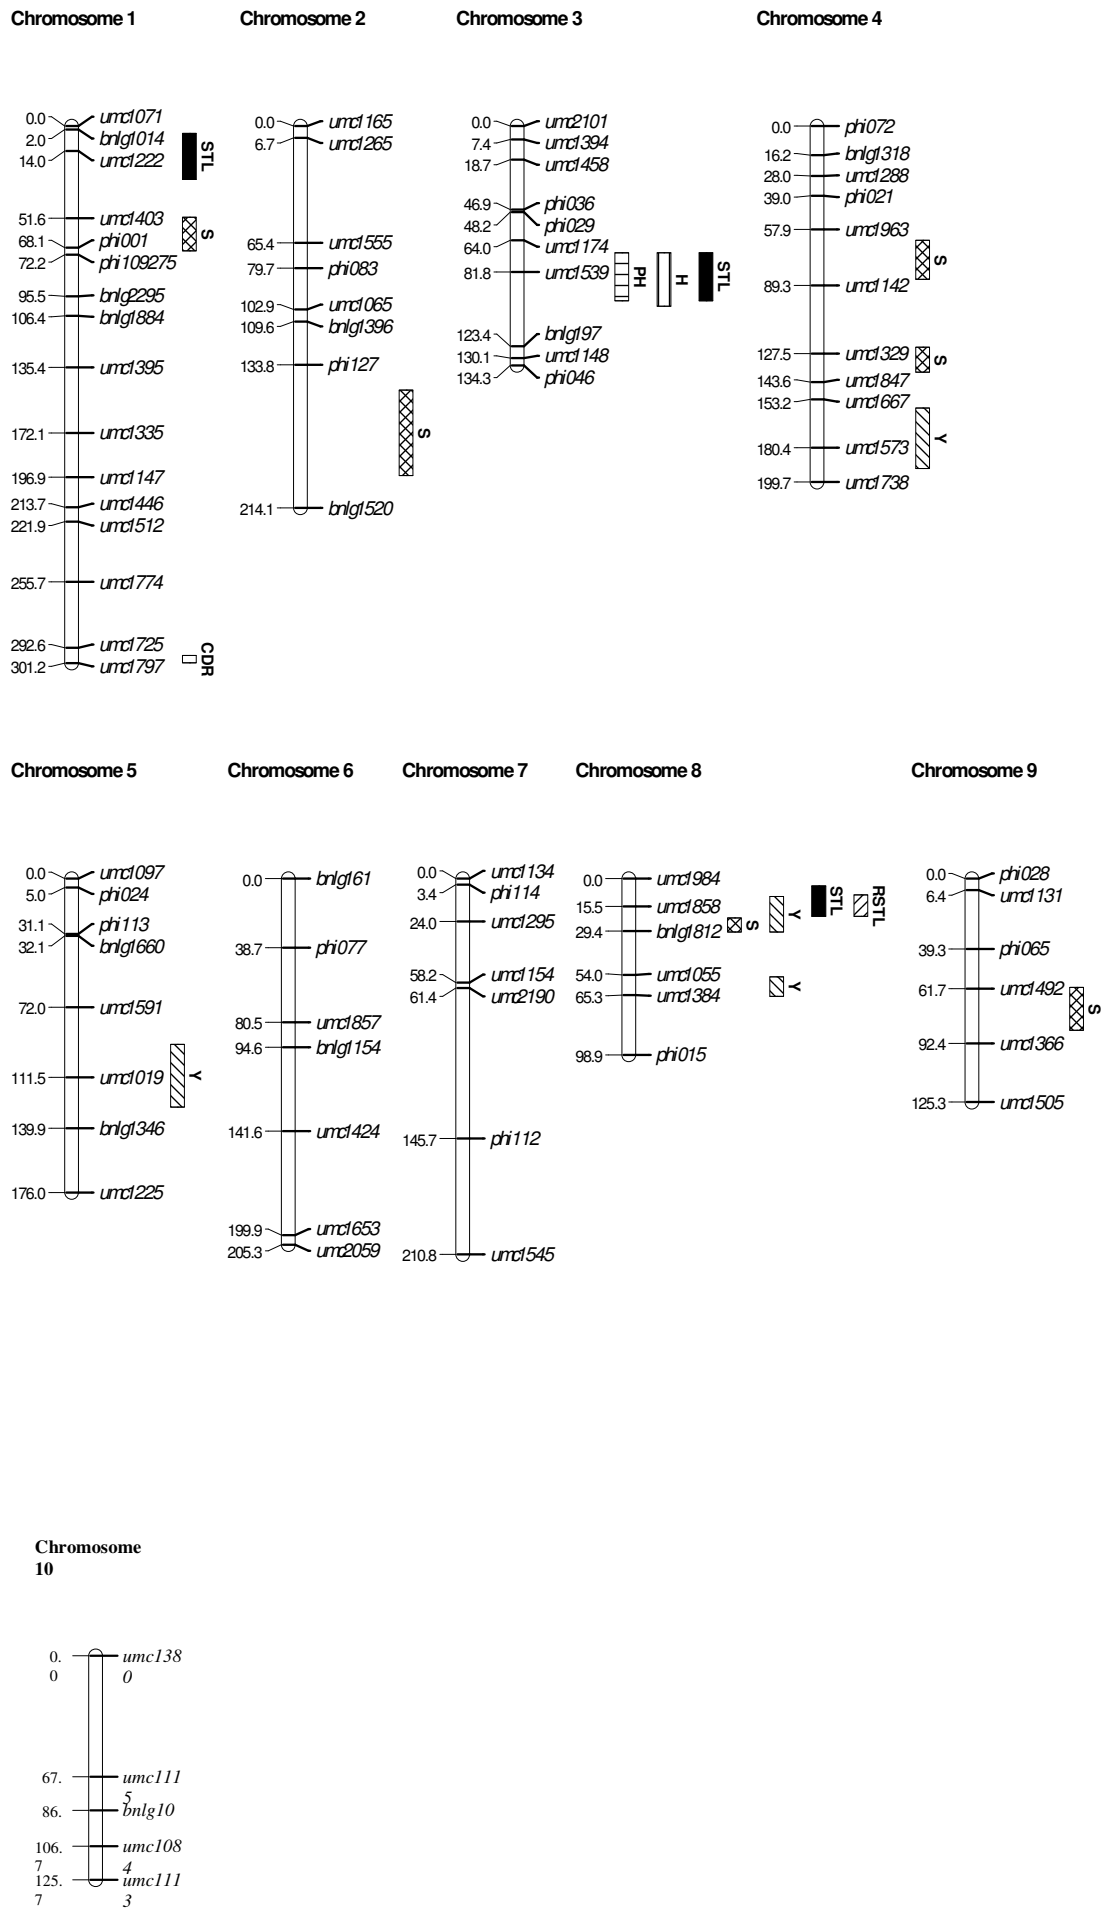 Chromosome 1
0.0 umc1071
2.0 bnlg1014
14.0 umc1222
51.6 umc1403
68.1 phi001
72.2 phi109275
95.5 bnlg2295
106.4 bnlg1884
135.4 umc1395
172.1 umc1335
196.9 umc1147
213.7 umc1446
221.9 umc1512
255.7 umc1774
292.6 umc1725
301.2 umc1797
STL
S
CDR
Chromosome 2
0.0 umc1165
6.7 umc1265
65.4 umc1555
79.7 phi083
102.9 umc1065
109.6 bnlg1396
133.8 phi127
214.1 bnlg1520
S
Chromosome 3
0.0 umc2101
7.4 umc1394
18.7 umc1458
46.9 phi036
48.2 phi029
64.0 umc1174
81.8 umc1539
123.4 bnlg197
130.1 umc1148
134.3 phi046
PH
H
STL
Chromosome 4
0.0 phi072
16.2 bnlg1318
28.0 umc1288
39.0 phi021
57.9 umc1963
89.3 umc1142
127.5 umc1329
143.6 umc1847
153.2 umc1667
180.4 umc1573
199.7 umc1738
S
S
Y
Chromosome 5
0.0 umc1097
5.0 phi024
31.1 phi113
32.1 bnlg1660
72.0 umc1591
111.5 umc1019
139.9 bnlg1346
176.0 umc1225
Y
Chromosome 6
0.0 bnlg161
38.7 phi077
80.5 umc1857
94.6 bnlg1154
141.6 umc1424
199.9 umc1653
205.3 umc2059
Chromosome 7
0.0 umc1134
3.4 phi114
24.0 umc1295
58.2 umc1154
61.4 umc2190
145.7 phi112
210.8 umc1545
Chromosome 8
0.0 umc1984
15.5 umc1858
29.4 bnlg1812
54.0 umc1055
65.3 umc1384
98.9 phi015
S
Y
Y
STL
RSTL
Chromosome 9
0.0 phi028
6.4 umc1131
39.3 phi065
61.7 umc1492
92.4 umc1366
125.3 umc1505
S
Chromosome
10
0. umc138
0 0
67. umc111
5
86. bnlg10
106. umc108
7 4
125. umc111
7 3